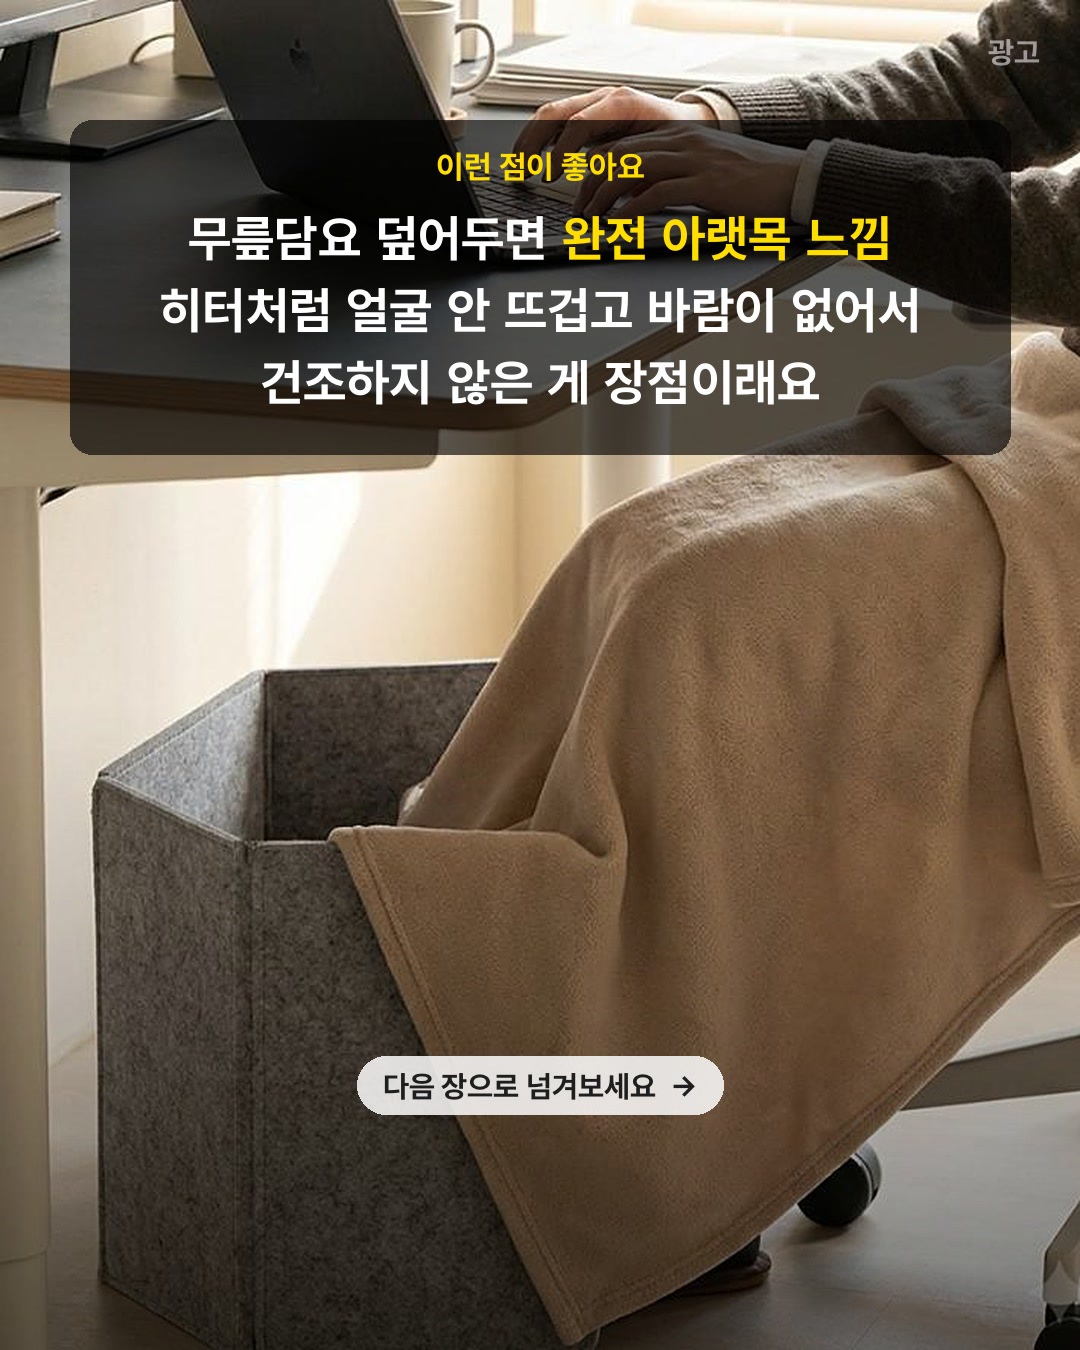 광고
이런 점이 좋아요
무릎담요 덮어두면 완전 아랫목 느낌
히터처럼 얼굴 안 뜨겁고 바람이 없어서
건조하지 않은 게 장점이래요
다음 장으로 넘겨보세요 →